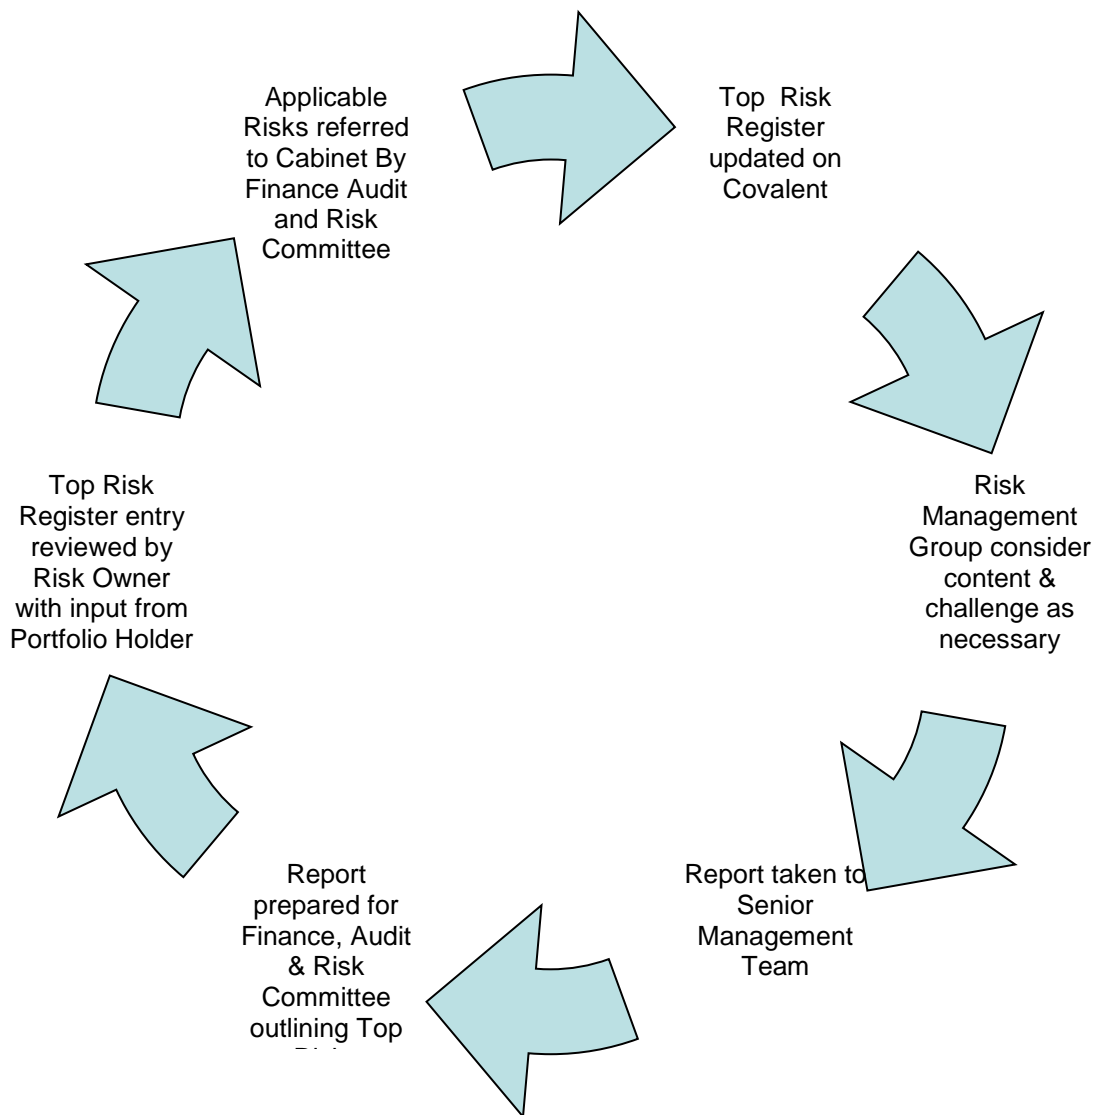 Applicable
Risks referred
to Cabinet By
Finance Audit
and Risk
Committee
Top Risk
Register
updated on
Covalent
Risk
Management
Group consider
content &
challenge as
necessary
Report taken to
Senior
Management
Team
Report
prepared for
Finance, Audit
& Risk
Committee
outlining Top
Top Risk
Register entry
reviewed by
Risk Owner
with input from
Portfolio Holder